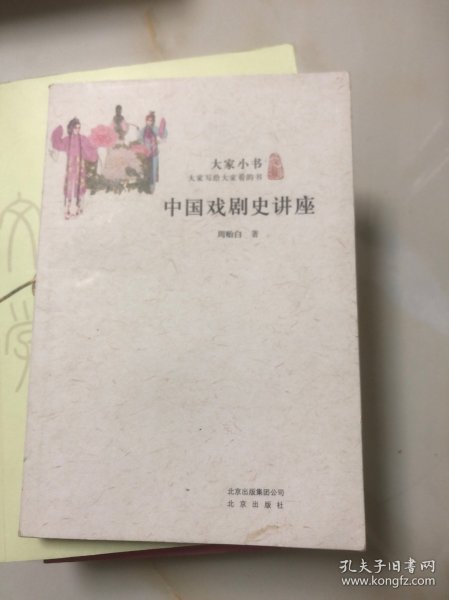 大家小书
大家写给大家看的书
中国戏剧史讲座
周贻白 著
北京出版集团公司
北京出版社
文学
孔夫子旧书网
www.kongfz.com